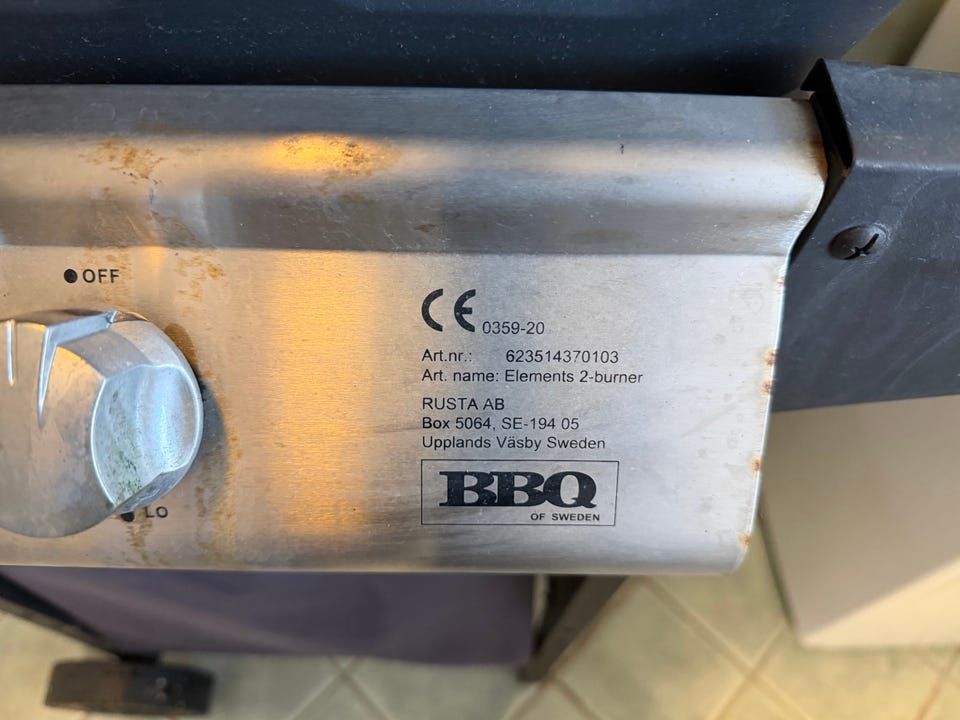 OFF
LO
CE 0359-20
Art.nr.: 623514370103
Art. name: Elements 2-burner
RUSTA AB
Box 5064, SE-194 05
Upplands Väsby Sweden
BBQ
OF SWEDEN